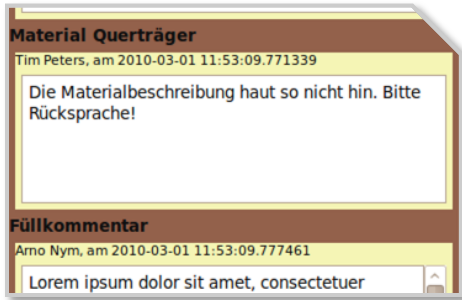 Material Querträger
Tim Peters, am 2010-03-01 11:53:09.771339
Die Materialbeschreibung haut so nicht hin. Bitte
Rücksprache!
Füllkommentar
Arno Nym, am 2010-03-01 11:53:09.777461
Lorem ipsum dolor sit amet, consectetuer